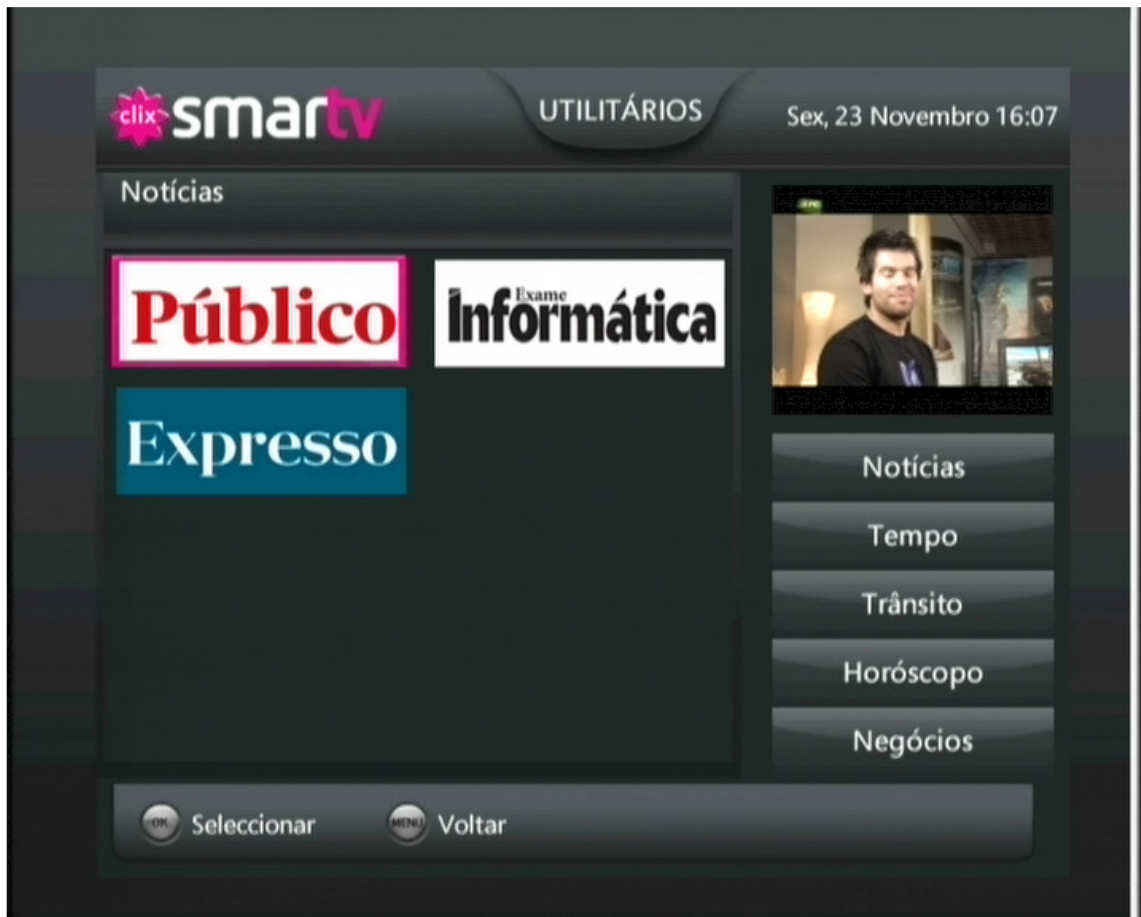 clix smartv
UTILITÁRIOS
Sex, 23 Novembro 16:07
Notícias
Público
Exame
Informática
Expresso
Notícias
Tempo
Trânsito
Horóscopo
Negócios
OK Seleccionar
MENU Voltar